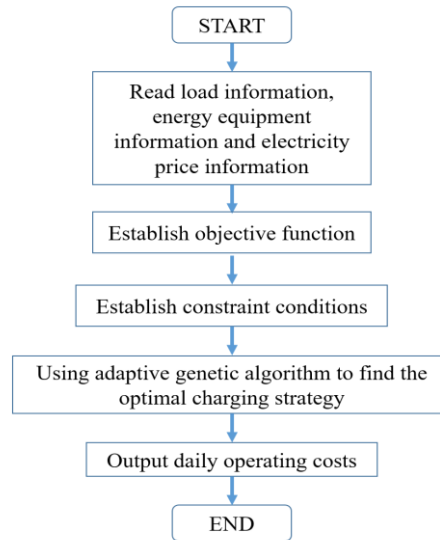 START
Read load information,
energy equipment
information and electricity
price information
Establish objective function
Establish constraint conditions
Using adaptive genetic algorithm to find the
optimal charging strategy
Output daily operating costs
END